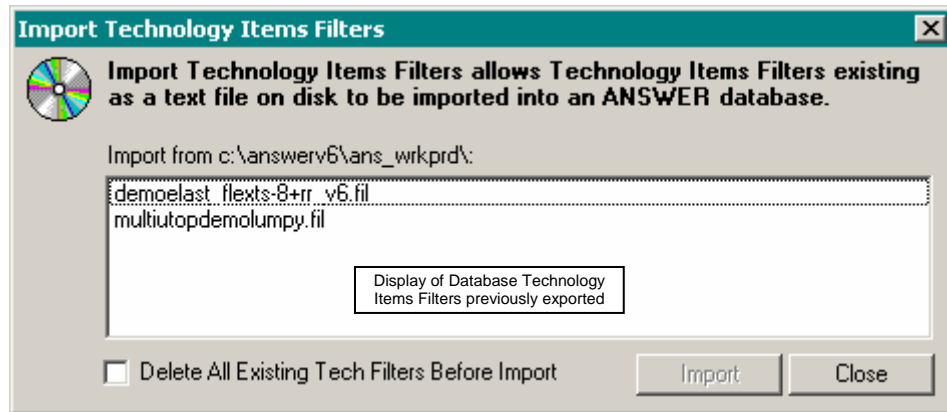 Import Technology Items Filters
Import Technology Items Filters allows Technology Items Filters existing
as a text file on disk to be imported into an ANSWER database.
Import from c:\answerv6\ans_wrkprd\:
demoelast_flexts-8+rr_v6.fil
multiutopdemolumpy.fil
Display of Database Technology
Items Filters previously exported
Delete All Existing Tech Filters Before Import
Import
Close